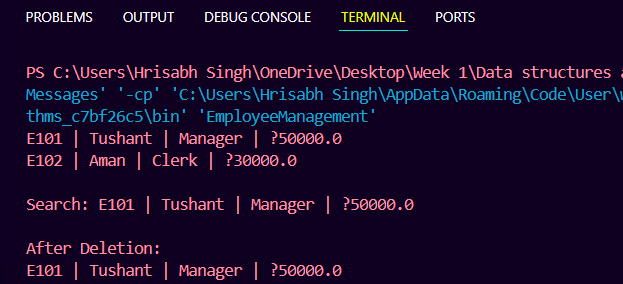 PROBLEMS OUTPUT DEBUG CONSOLE TERMINAL PORTS
PS C:\Users\Hrisabh Singh\OneDrive\Desktop\Week 1\Data structures a
Messages' '-cp' 'C:\Users\Hrisabh Singh\AppData\Roaming\Code\User\w
thms_c7bf26c5\bin' 'EmployeeManagement'
E101 | Tushant | Manager | ?50000.0
E102 | Aman | Clerk | ?30000.0
Search: E101 | Tushant | Manager | ?50000.0
After Deletion:
E101 | Tushant | Manager | ?50000.0